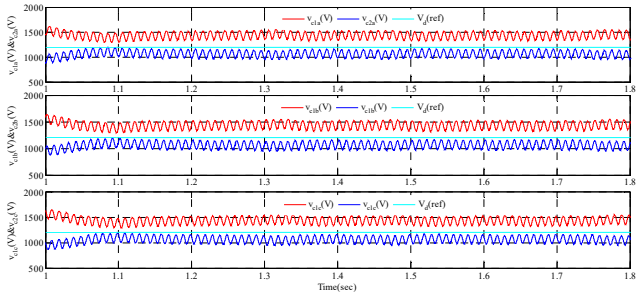 2000
v_c1a(V) v_c2a(V) V_d(ref)
1500
1000
500
v_c1a(V)&v_c2a(V)
1 1.1 1.2 1.3 1.4 1.5 1.6 1.7 1.8
2000
v_c1b(V) v_c1b(V) V_d(ref)
1500
1000
500
v_c1b(V)&v_c2b(V)
1 1.1 1.2 1.3 1.4 1.5 1.6 1.7 1.8
2000
v_c1c(V) v_c1c(V) V_d(ref)
1500
1000
500
v_c1c(V)&v_c2c(V)
1 1.1 1.2 1.3 1.4 1.5 1.6 1.7 1.8
Time(sec)